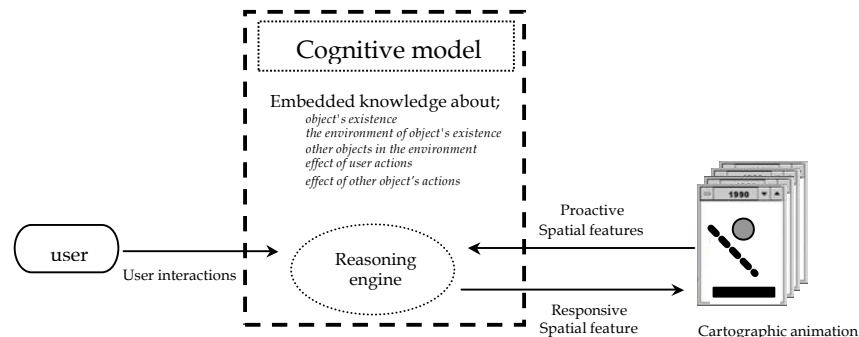 Cognitive model
Embedded knowledge about;
object's existence
the environment of object's existence
other objects in the environment
effect of user actions
effect of other object's actions
user
User interactions
Reasoning
engine
Proactive
Spatial features
Responsive
Spatial feature
1990
Cartographic animation